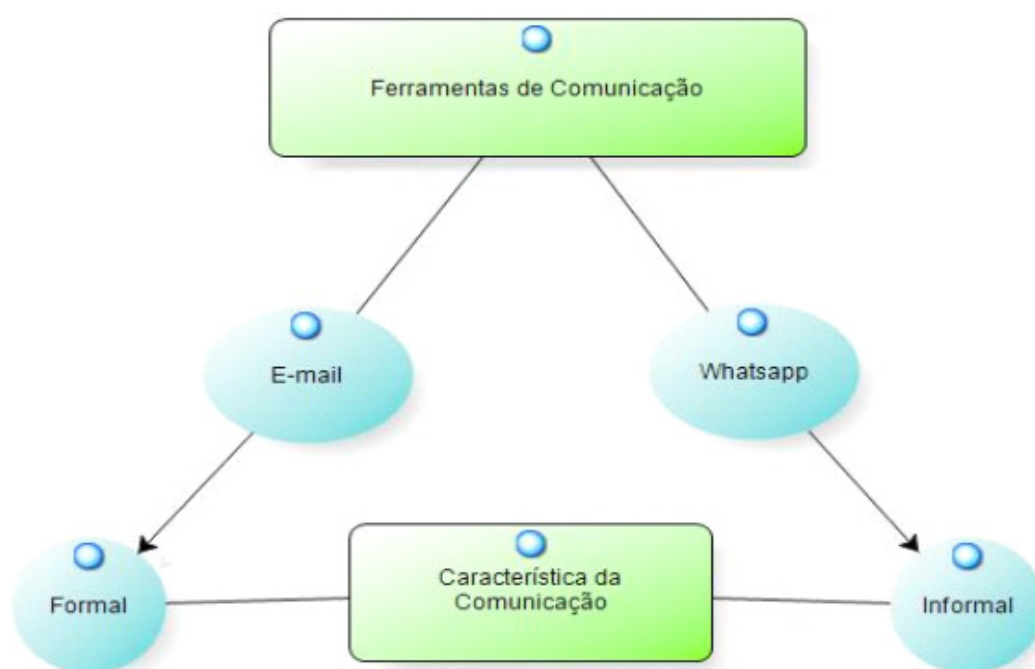 Ferramentas de Comunicação
E-mail
Whatsapp
Formal
Característica da
Comunicação
Informal